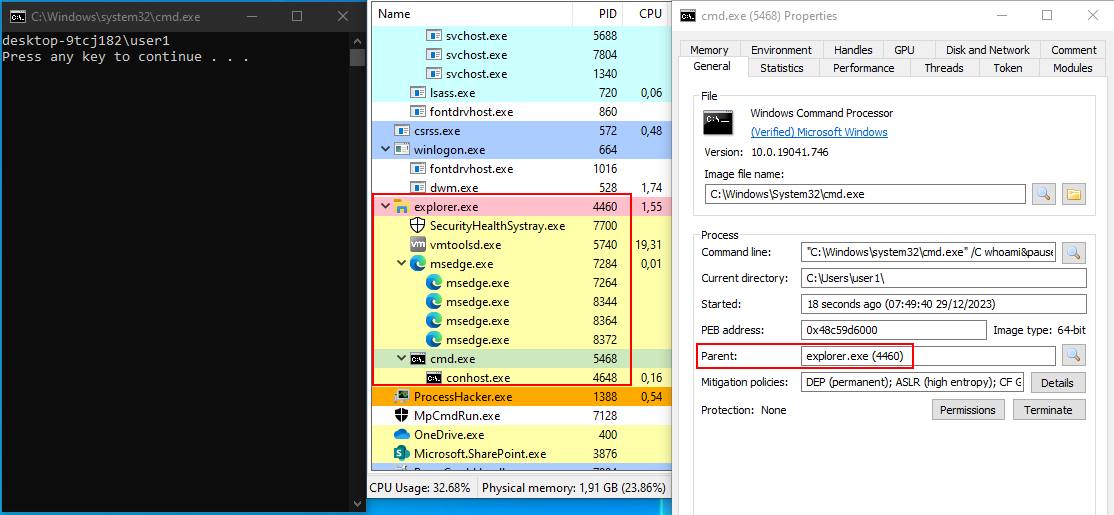 C:\Windows\system32\cmd.exe
desktop-9tcj182\user1
Press any key to continue . . .
Name PID CPU
svchost.exe 5688
svchost.exe 7804
svchost.exe 1340
lsass.exe 720 0,06
fontdrvhost.exe 860
csrss.exe 572 0,48
winlogon.exe 664
fontdrvhost.exe 1016
dwm.exe 528 1,74
explorer.exe 4460 1,55
SecurityHealthSystray.exe 7700
vmtoolsd.exe 5740 19,31
msedge.exe 7284 0,01
msedge.exe 7264
msedge.exe 8344
msedge.exe 8364
msedge.exe 8372
cmd.exe 5468
conhost.exe 4648 0,16
ProcessHacker.exe 1388 0,54
MpCmdRun.exe 7128
OneDrive.exe 400
Microsoft.SharePoint.exe 3876
CPU Usage: 32.68% Physical memory: 1,91 GB (23.86%)
cmd.exe (5468) Properties
Memory Environment Handles GPU Disk and Network Comment
General Statistics Performance Threads Token Modules
File
Windows Command Processor
(Verified) Microsoft Windows
Version: 10.0.19041.746
Image file name:
C:\Windows\System32\cmd.exe
Process
Command line: "C:\Windows\system32\cmd.exe" /C whoami&pause
Current directory: C:\Users\user1\
Started: 18 seconds ago (07:49:40 29/12/2023)
PEB address: 0x48c59d6000 Image type: 64-bit
Parent: explorer.exe (4460)
Mitigation policies: DEP (permanent); ASLR (high entropy); CF G Details
Protection: None Permissions Terminate